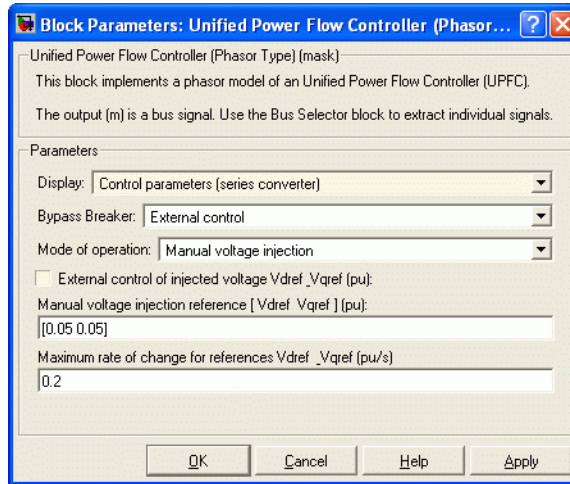 Block Parameters: Unified Power Flow Controller (Phasor...
Unified Power Flow Controller (Phasor Type) (mask)
This block implements a phasor model of an Unified Power Flow Controller (UPFC).
The output (m) is a bus signal. Use the Bus Selector block to extract individual signals.
Parameters
Display: Control parameters (series converter)
Bypass Breaker: External control
Mode of operation: Manual voltage injection
External control of injected voltage Vdref _Vqref (pu):
Manual voltage injection reference [ Vdref Vqref ] (pu):
[0.05 0.05]
Maximum rate of change for references Vdref _Vqref (pu/s)
0.2
OK Cancel Help Apply